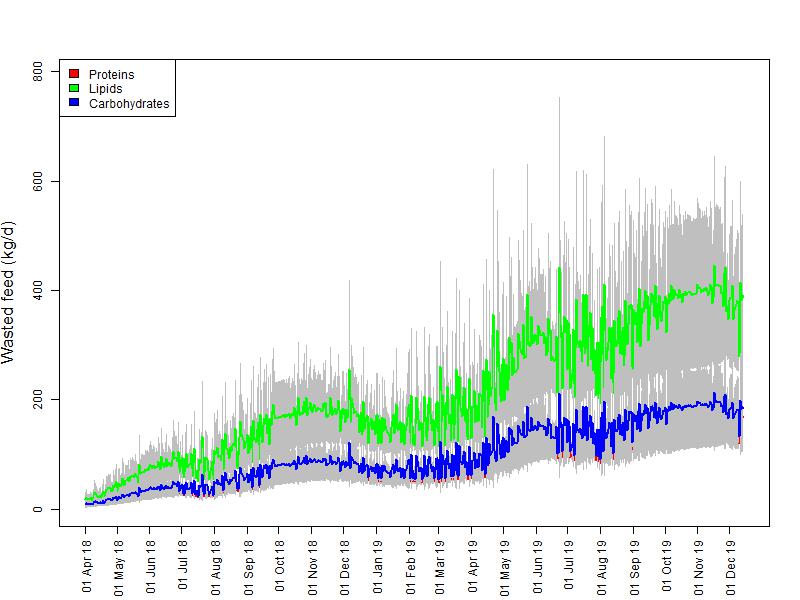 Proteins
Lipids
Carbohydrates
Wasted feed (kg/d)
800
600
400
200
0
01 Apr 18
01 May 18
01 Jun 18
01 Jul 18
01 Aug 18
01 Sep 18
01 Oct 18
01 Nov 18
01 Dec 18
01 Jan 19
01 Feb 19
01 Mar 19
01 Apr 19
01 May 19
01 Jun 19
01 Jul 19
01 Aug 19
01 Sep 19
01 Oct 19
01 Nov 19
01 Dec 19